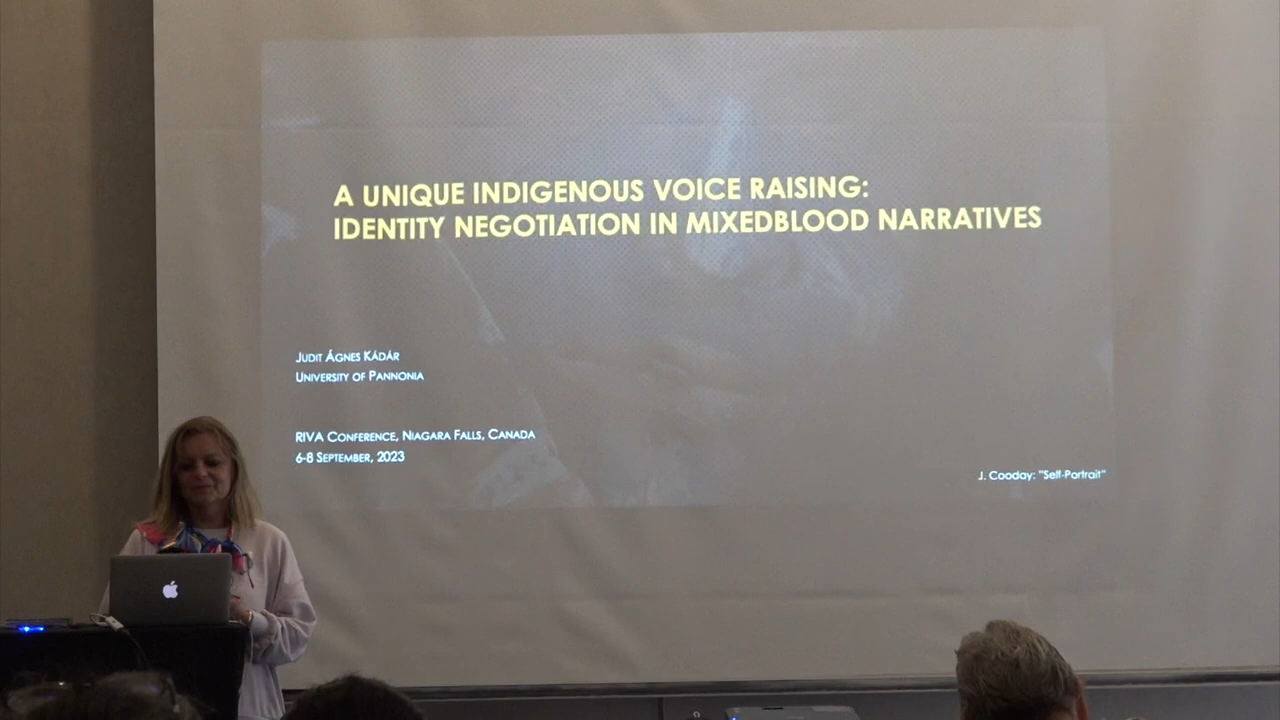 A UNIQUE INDIGENOUS VOICE RAISING:
IDENTITY NEGOTIATION IN MIXEDBLOOD NARRATIVES
JUDIT ÁGNES KÁDÁR
UNIVERSITY OF PANNONIA
RIVA CONFERENCE, NIAGARA FALLS, CANADA
6-8 SEPTEMBER, 2023
J. Cooday: "Self-Portrait"